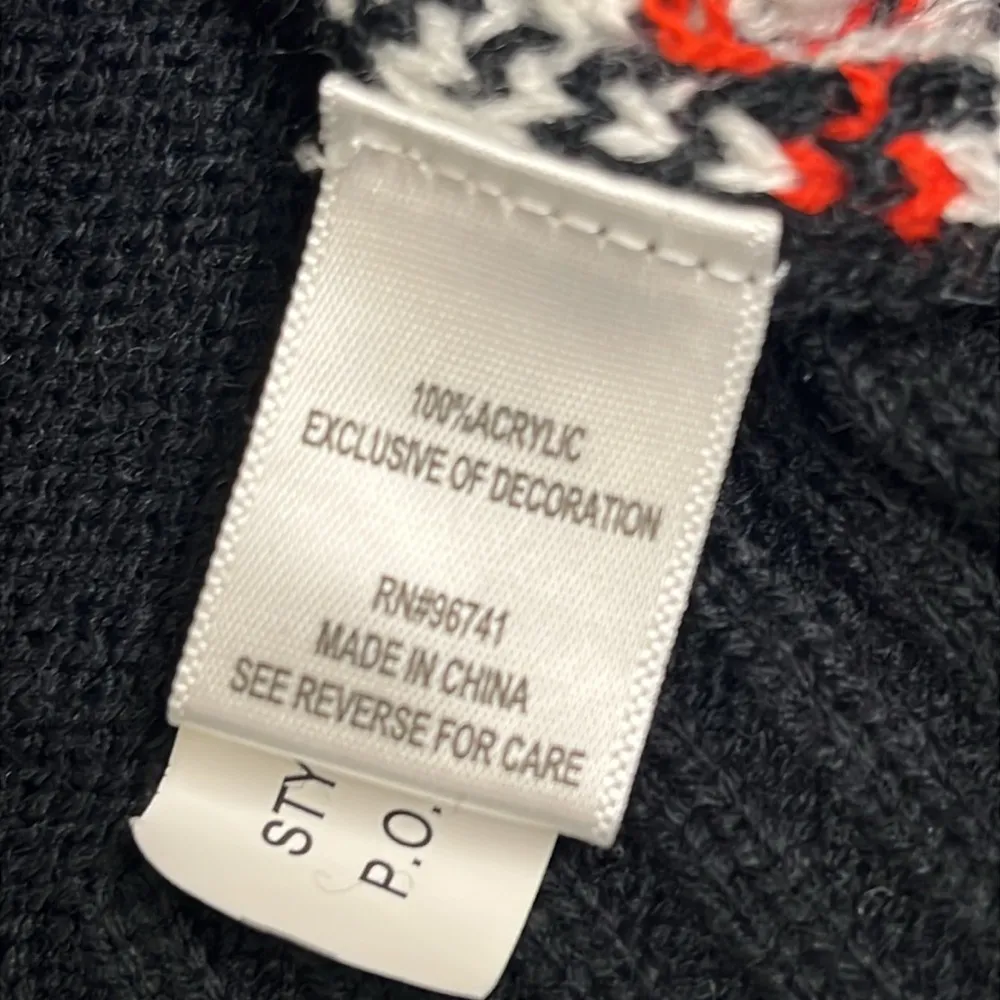 100%ACRYLIC
EXCLUSIVE OF DECORATION
RN#96741
MADE IN CHINA
SEE REVERSE FOR CARE
STY
P.O.